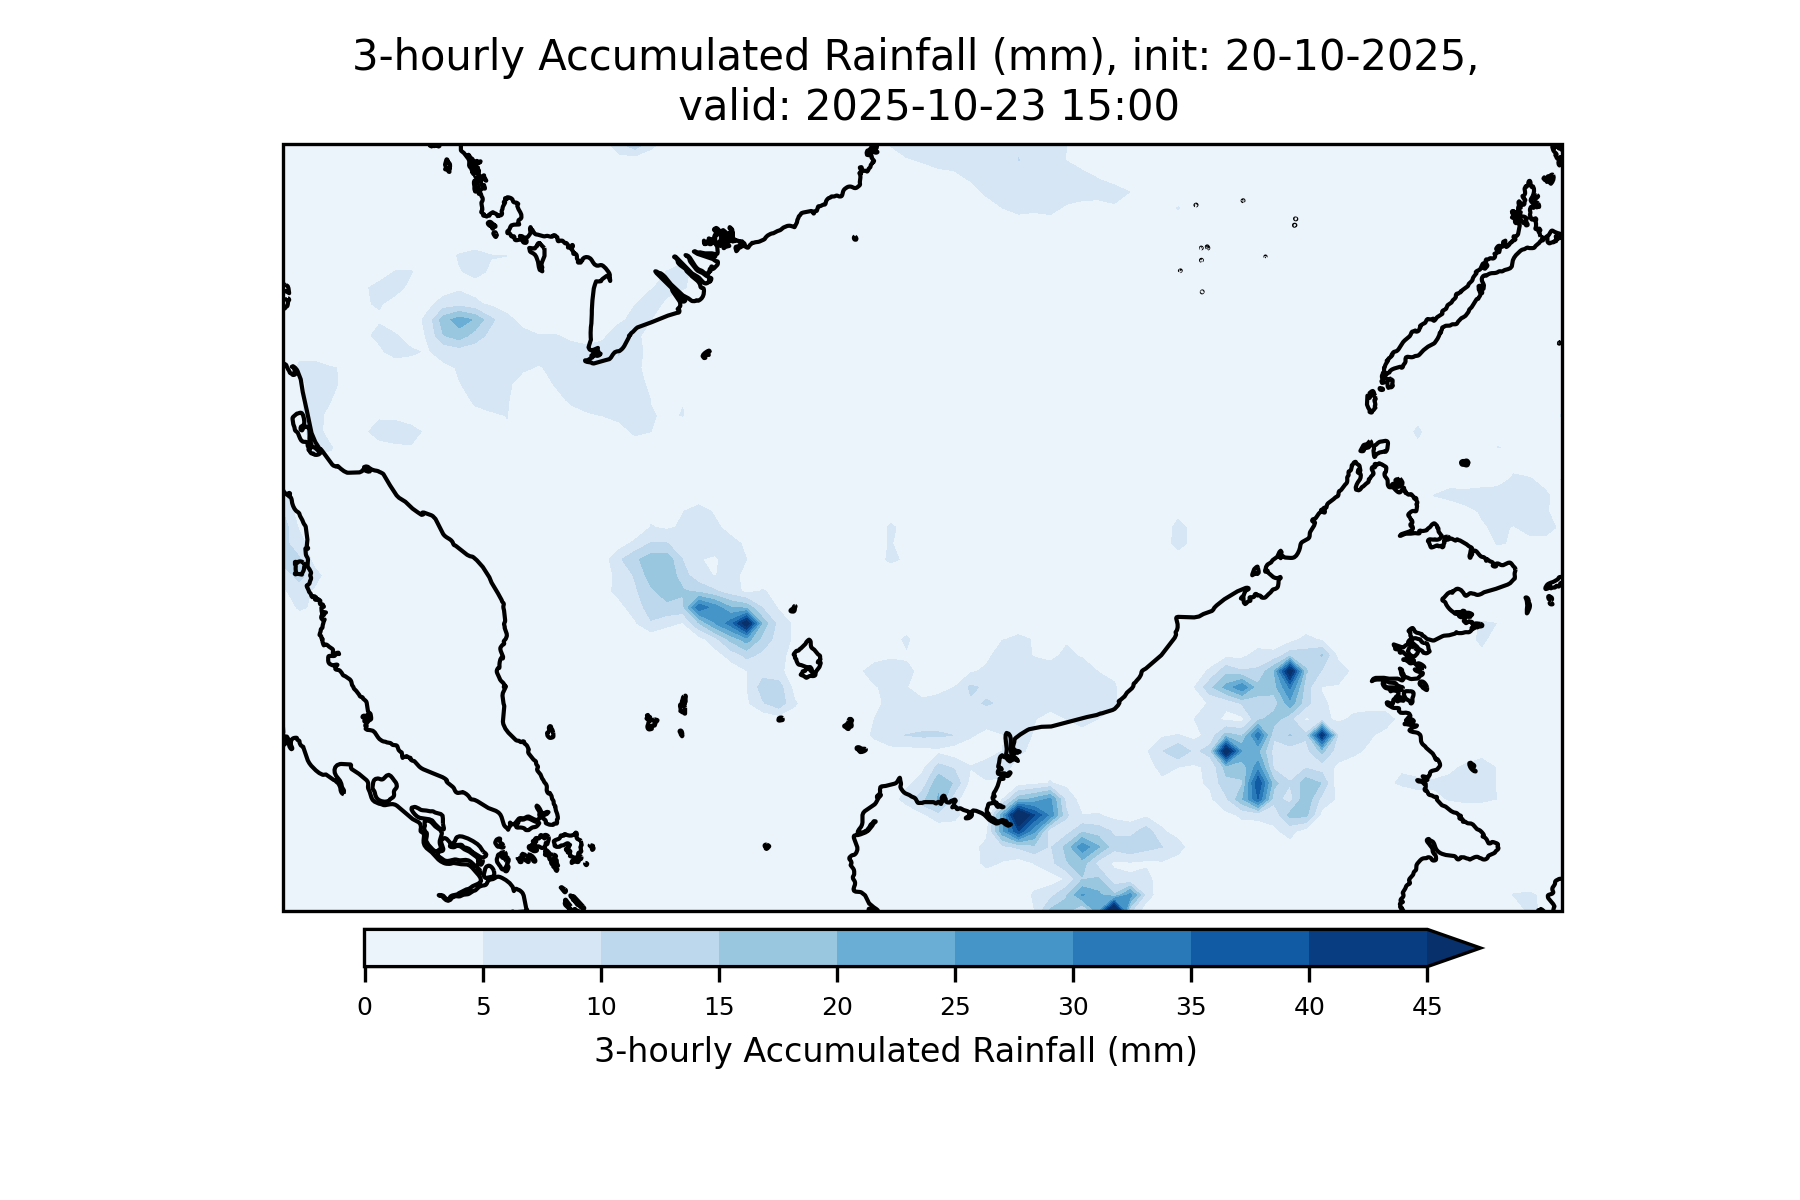 3-hourly Accumulated Rainfall (mm), init: 20-10-2025,
valid: 2025-10-23 15:00
0 5 10 15 20 25 30 35 40 45
3-hourly Accumulated Rainfall (mm)